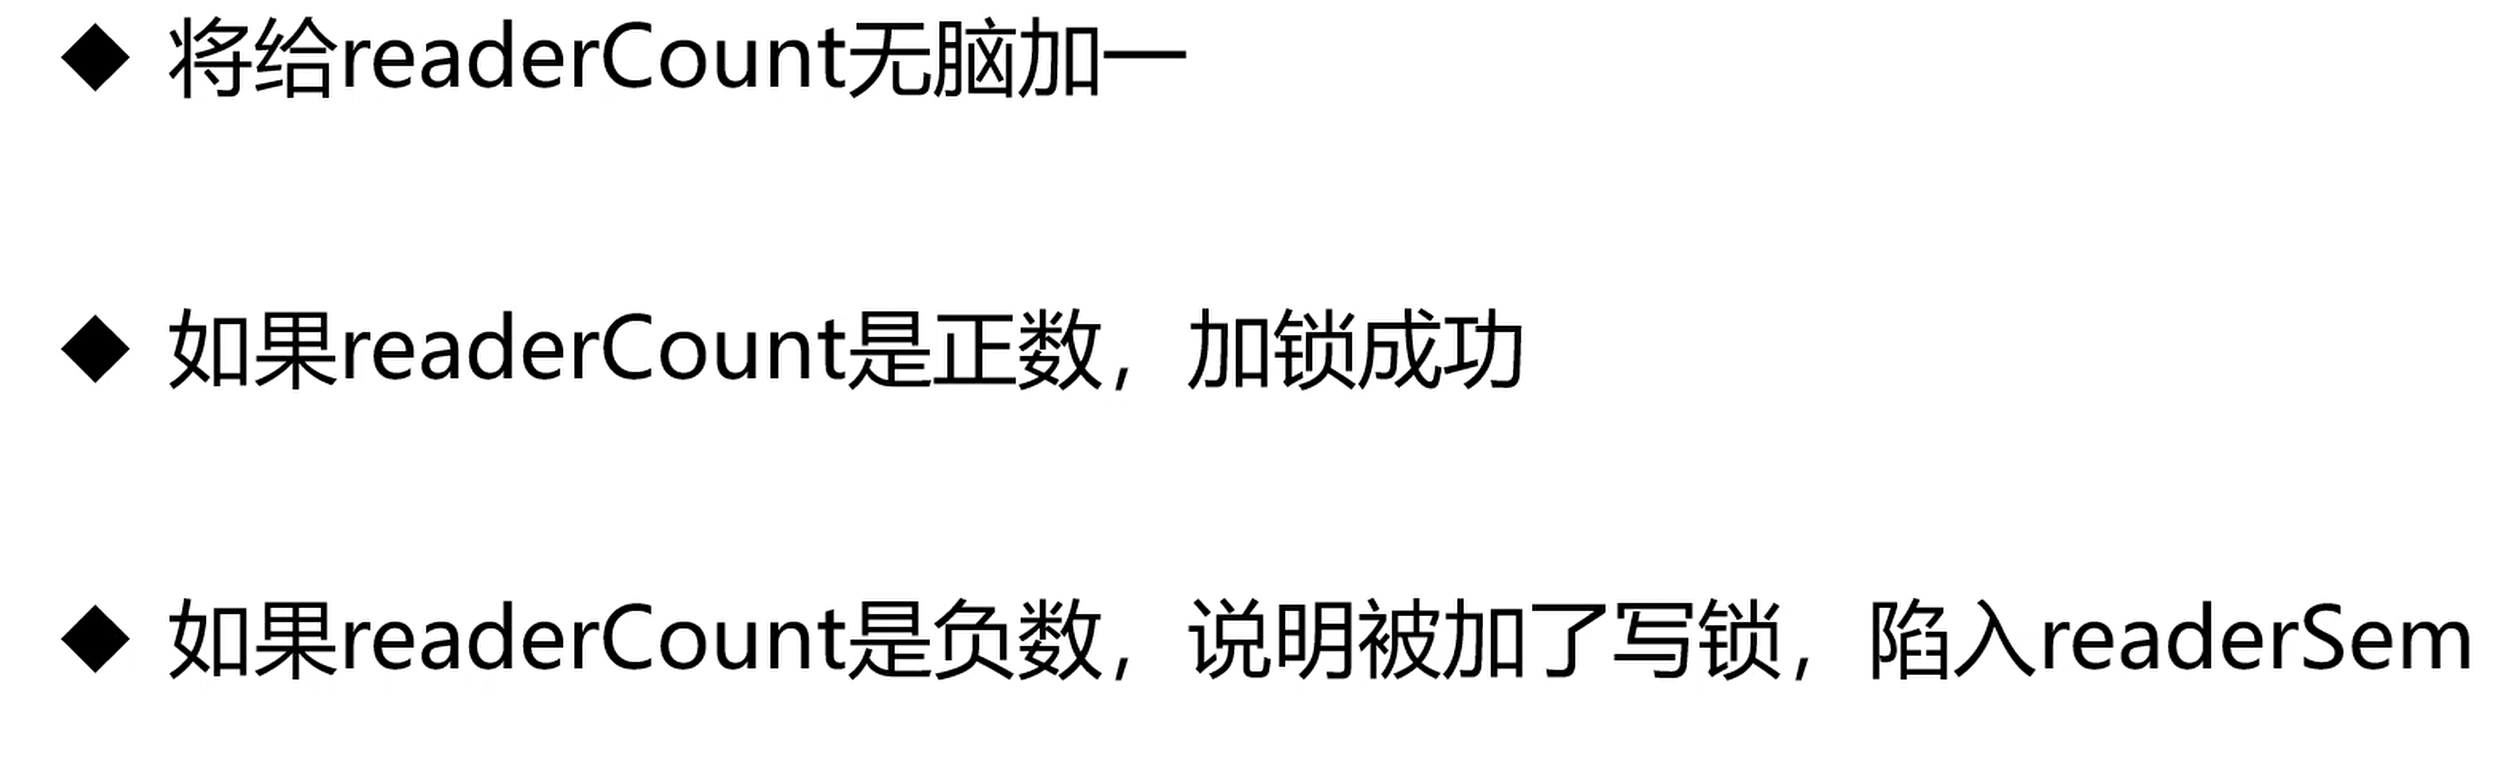 ◆ 将给readerCount无脑加一
◆ 如果readerCount是正数，加锁成功
◆ 如果readerCount是负数，说明被加了写锁，陷入readerSem